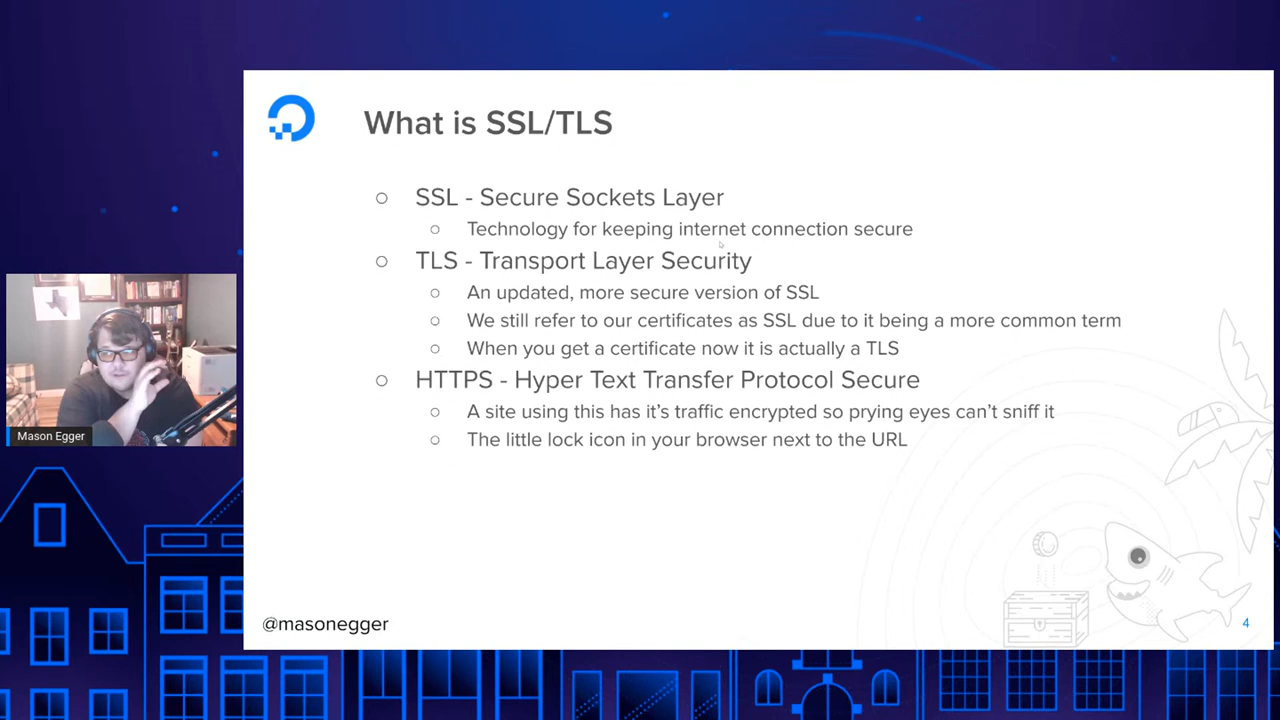 What is SSL/TLS
SSL - Secure Sockets Layer
Technology for keeping internet connection secure
TLS - Transport Layer Security
An updated, more secure version of SSL
We still refer to our certificates as SSL due to it being a more common term
When you get a certificate now it is actually a TLS
HTTPS - Hyper Text Transfer Protocol Secure
A site using this has it's traffic encrypted so prying eyes can't sniff it
The little lock icon in your browser next to the URL
Mason Egger
@masonegger
4